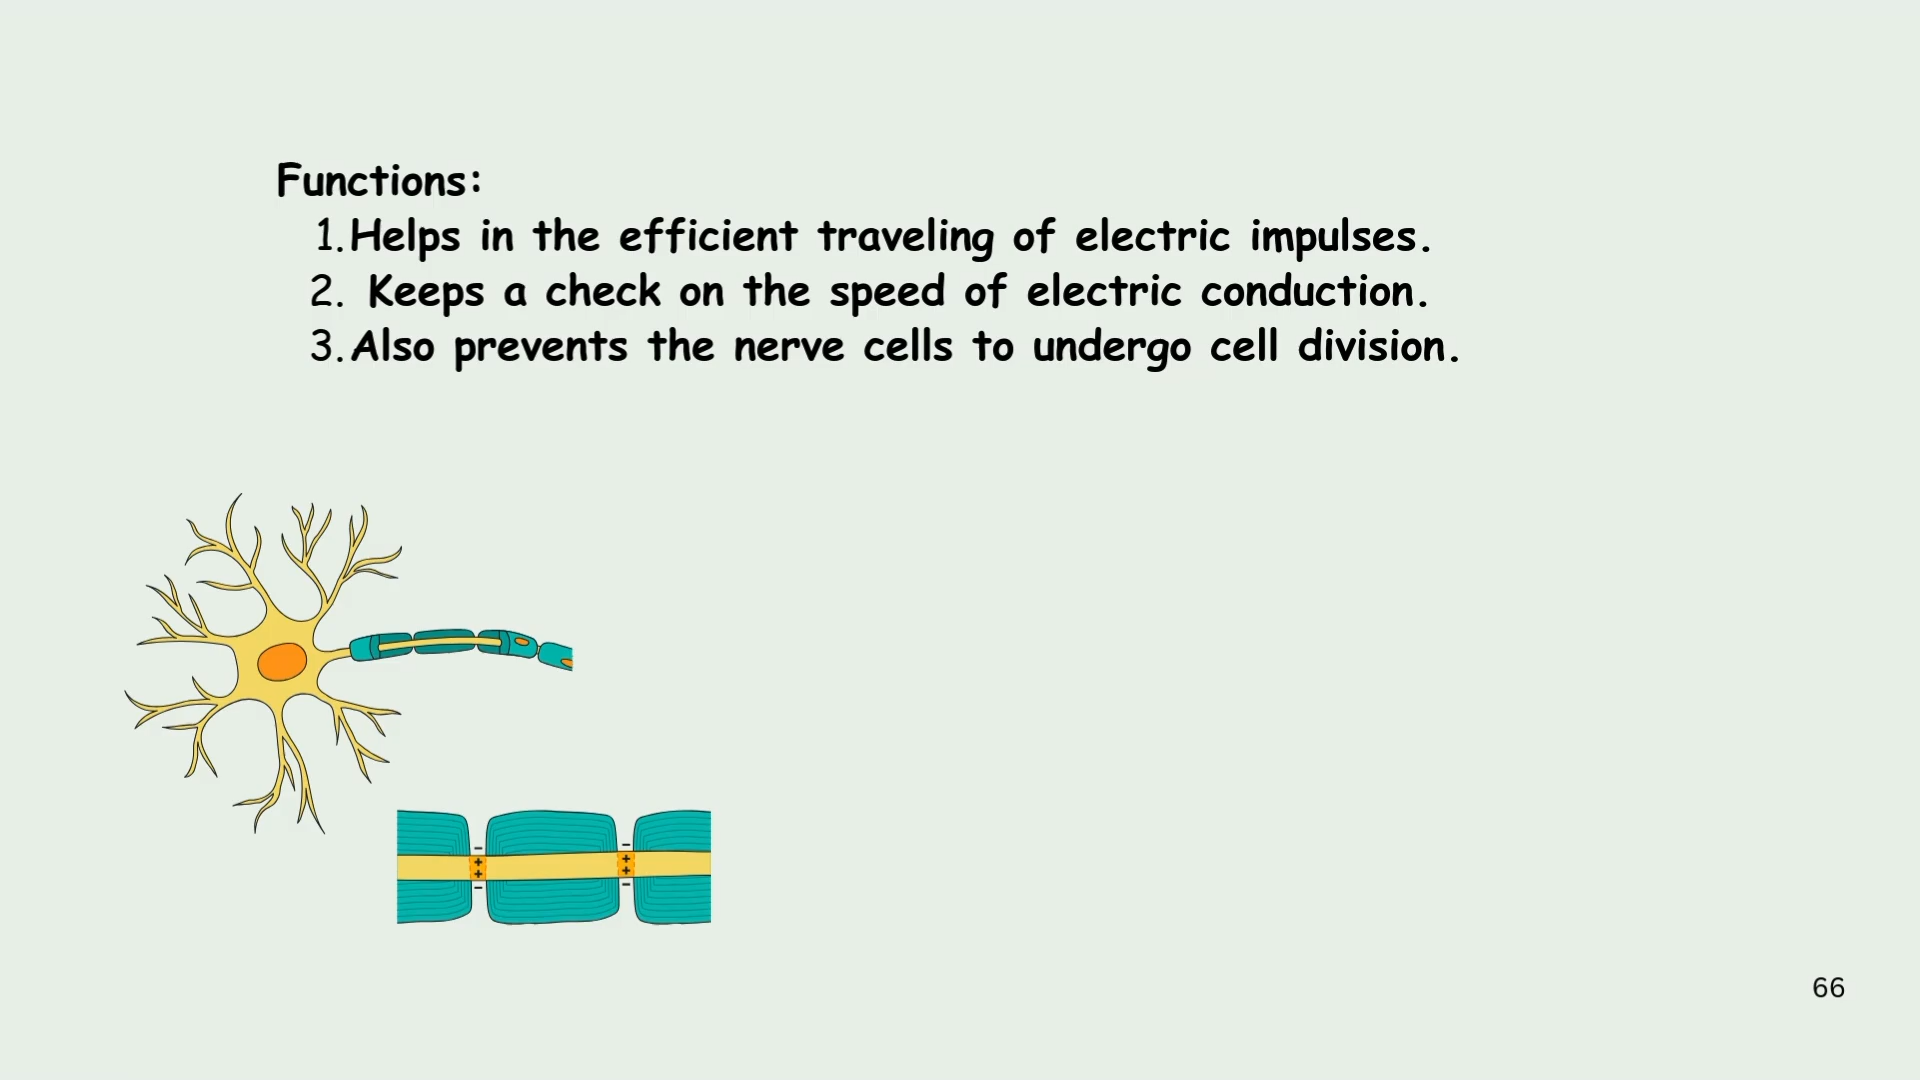 Functions:
1.Helps in the efficient traveling of electric impulses.
2. Keeps a check on the speed of electric conduction.
3.Also prevents the nerve cells to undergo cell division.
- -
+ +
+ +
- -
66